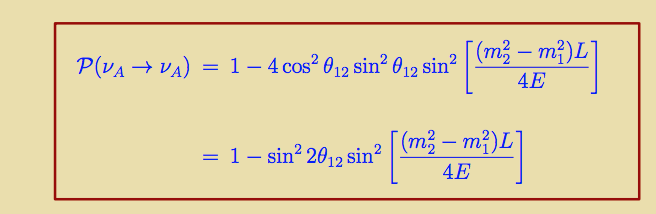 𝒫(ν_A → ν_A) = 1 − 4 cos² θ₁₂ sin² θ₁₂ sin² [(m₂² − m₁²)L / 4E]
= 1 − sin² 2θ₁₂ sin² [(m₂² − m₁²)L / 4E]